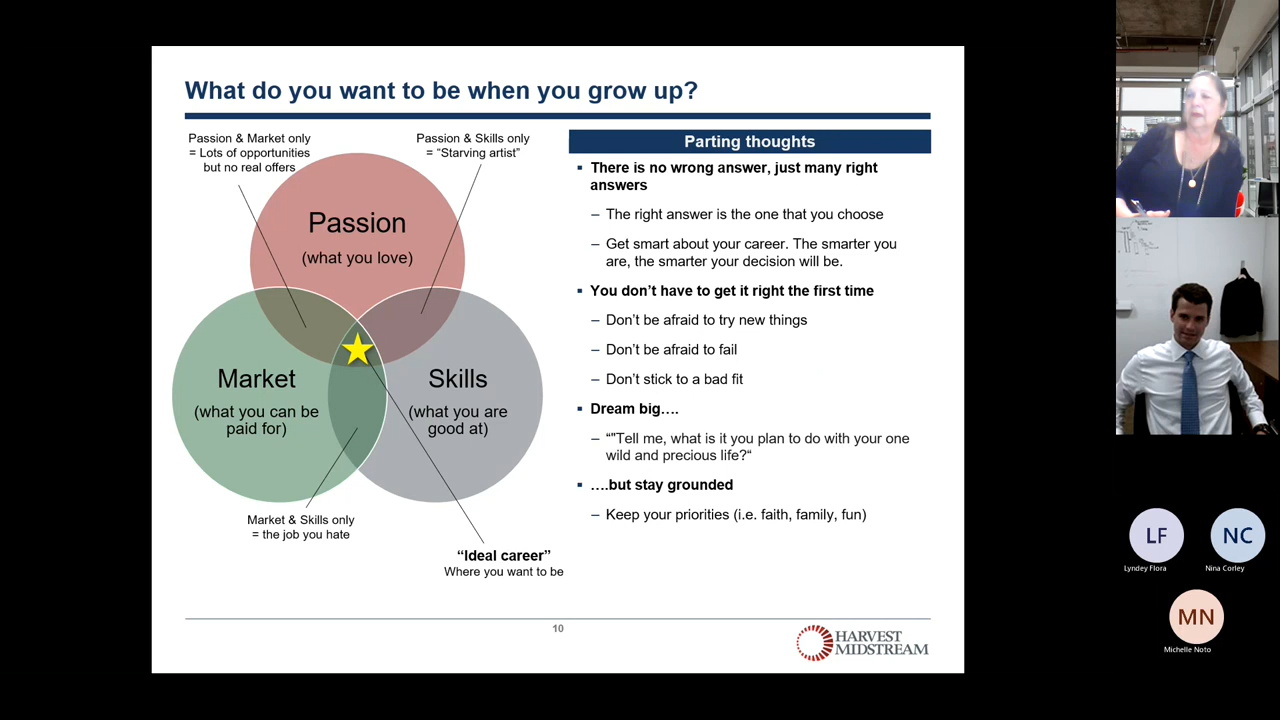 What do you want to be when you grow up?
Passion & Market only
= Lots of opportunities
but no real offers
Passion & Skills only
= “Starving artist”
Passion
(what you love)
Market
(what you can be
paid for)
Skills
(what you are
good at)
Market & Skills only
= the job you hate
“Ideal career”
Where you want to be
Parting thoughts
▪ There is no wrong answer, just many right
answers
– The right answer is the one that you choose
– Get smart about your career. The smarter you
are, the smarter your decision will be.
▪ You don’t have to get it right the first time
– Don’t be afraid to try new things
– Don’t be afraid to fail
– Don’t stick to a bad fit
▪ Dream big….
– “"Tell me, what is it you plan to do with your one
wild and precious life?“
▪ ….but stay grounded
– Keep your priorities (i.e. faith, family, fun)
10
HARVEST
MIDSTREAM
LF
Lyndey Flora
NC
Nina Corley
MN
Michelle Noto